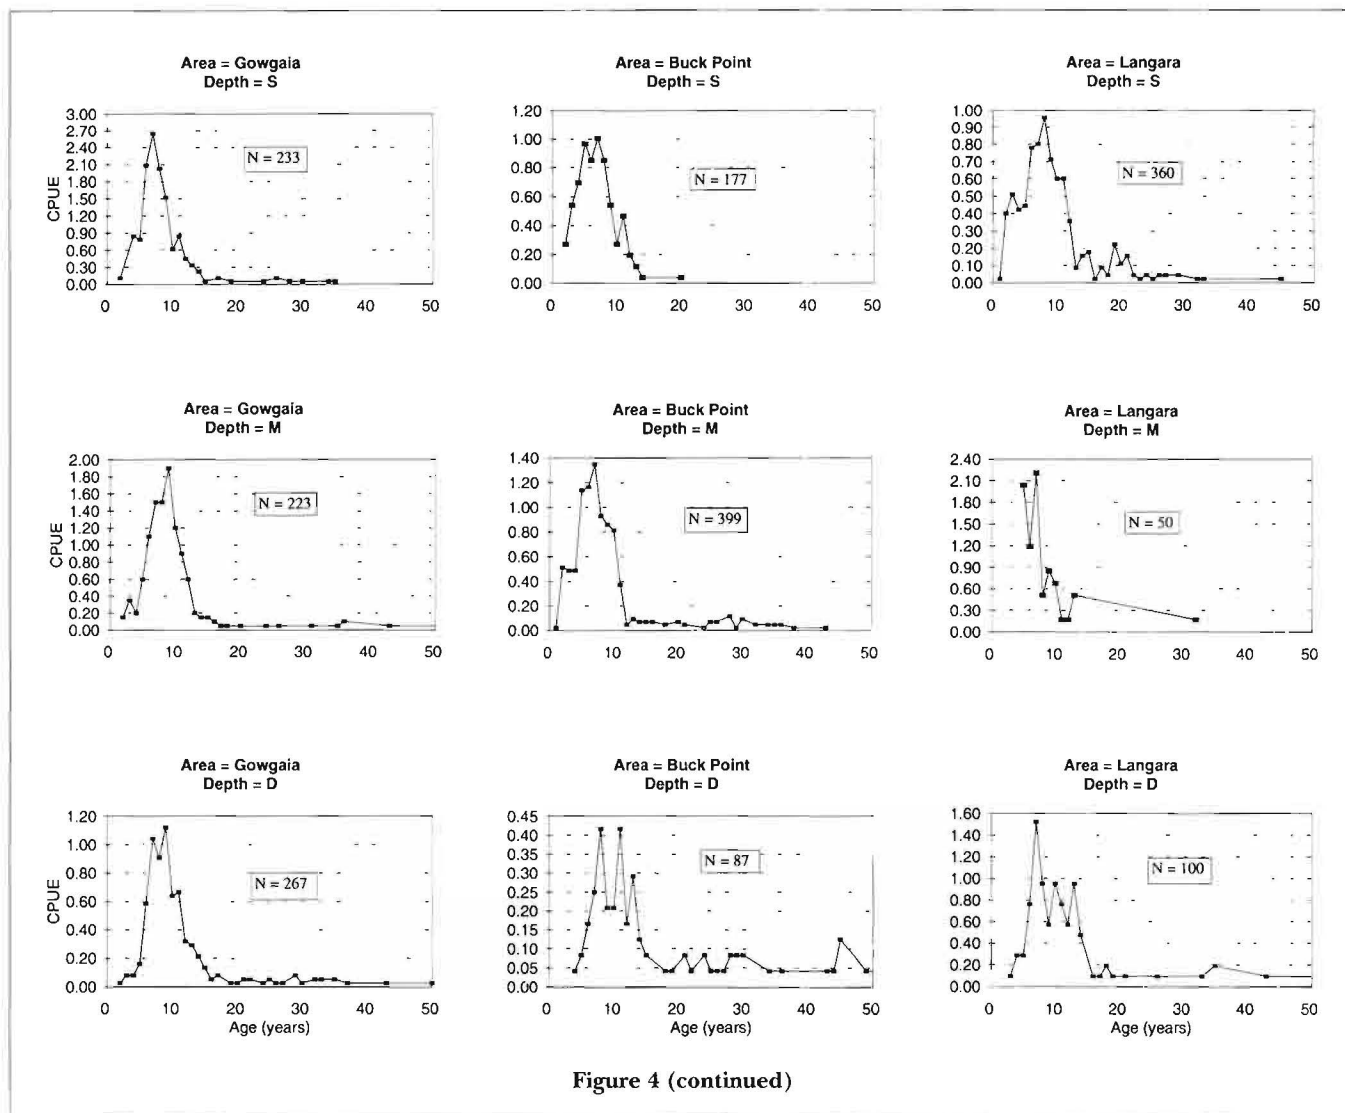 Area = Gowgaia
Depth = S
CPUE
3.00
2.70
2.40
2.10
1.80
1.50
1.20
0.90
0.60
0.30
0.00
N = 233
0 10 20 30 40 50
Area = Buck Point
Depth = S
1.20
1.00
0.80
0.60
0.40
0.20
0.00
N = 177
0 10 20 30 40 50
Area = Langara
Depth = S
1.00
0.90
0.80
0.70
0.60
0.50
0.40
0.30
0.20
0.10
0.00
N = 360
0 10 20 30 40 50
Area = Gowgaia
Depth = M
CPUE
2.00
1.80
1.60
1.40
1.20
1.00
0.80
0.60
0.40
0.20
0.00
N = 223
0 10 20 30 40 50
Area = Buck Point
Depth = M
1.40
1.20
1.00
0.80
0.60
0.40
0.20
0.00
N = 399
0 10 20 30 40 50
Area = Langara
Depth = M
2.40
2.10
1.80
1.50
1.20
0.90
0.60
0.30
0.00
N = 50
0 10 20 30 40 50
Area = Gowgaia
Depth = D
CPUE
1.20
1.00
0.80
0.60
0.40
0.20
0.00
N = 267
0 10 20 30 40 50
Age (years)
Area = Buck Point
Depth = D
0.45
0.40
0.35
0.30
0.25
0.20
0.15
0.10
0.05
0.00
N = 87
0 10 20 30 40 50
Age (years)
Area = Langara
Depth = D
1.60
1.40
1.20
1.00
0.80
0.60
0.40
0.20
0.00
N = 100
0 10 20 30 40 50
Age (years)
Figure 4 (continued)